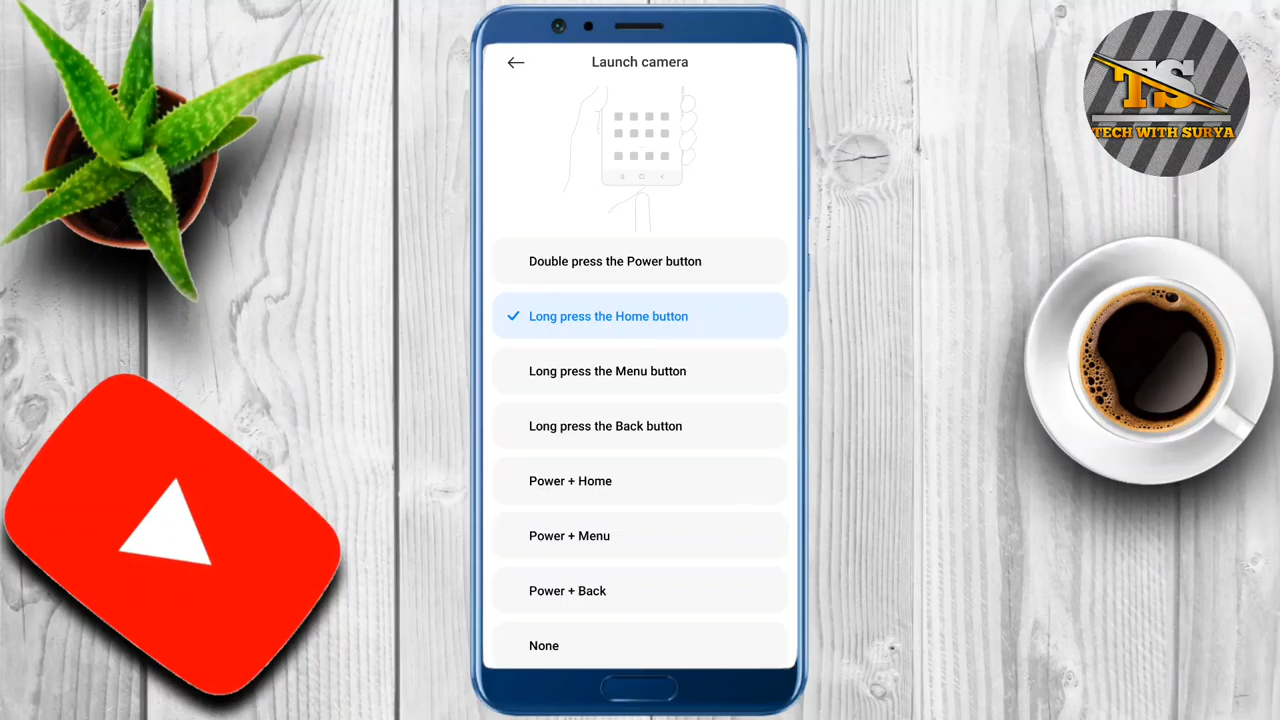 Launch camera
Double press the Power button
Long press the Home button
Long press the Menu button
Long press the Back button
Power + Home
Power + Menu
Power + Back
None
TS
TECH WITH SURYA